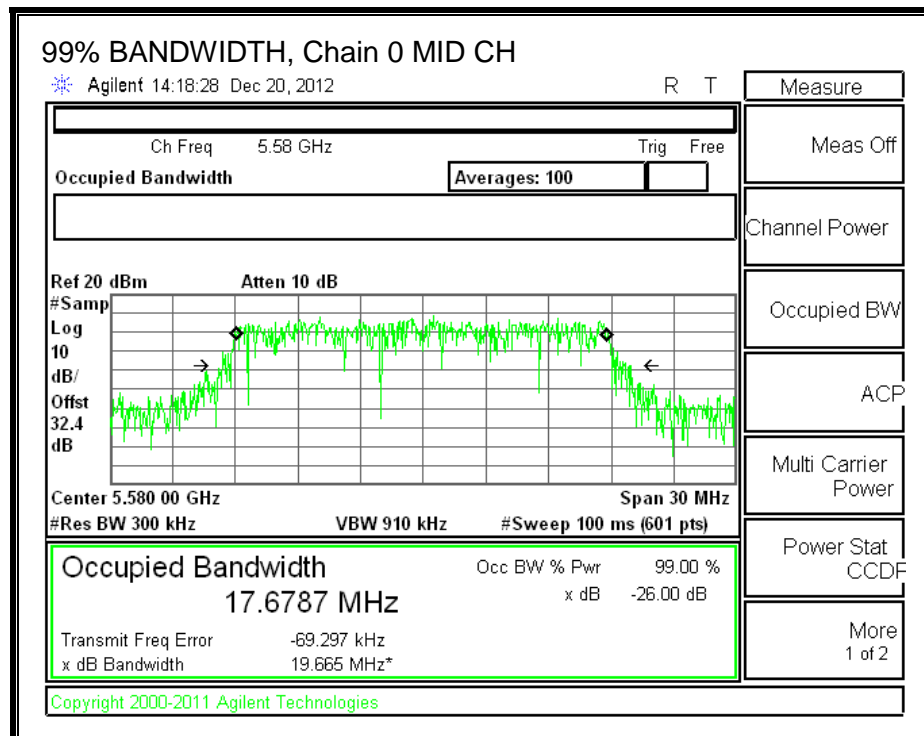 99% BANDWIDTH, Chain 0 MID CH
Agilent 14:18:28 Dec 20, 2012 R T
Measure
Ch Freq 5.58 GHz Trig Free
Meas Off
Occupied Bandwidth Averages: 100
Channel Power
Ref 20 dBm Atten 10 dB
#Samp
Log
10
dB/
Offst
32.4
dB
Occupied BW
ACP
Multi Carrier
Power
Center 5.580 00 GHz Span 30 MHz
#Res BW 300 kHz VBW 910 kHz #Sweep 100 ms (601 pts)
Power Stat
CCDF
Occupied Bandwidth Occ BW % Pwr 99.00 %
17.6787 MHz x dB -26.00 dB
Transmit Freq Error -69.297 kHz
x dB Bandwidth 19.665 MHz*
More
1 of 2
Copyright 2000-2011 Agilent Technologies